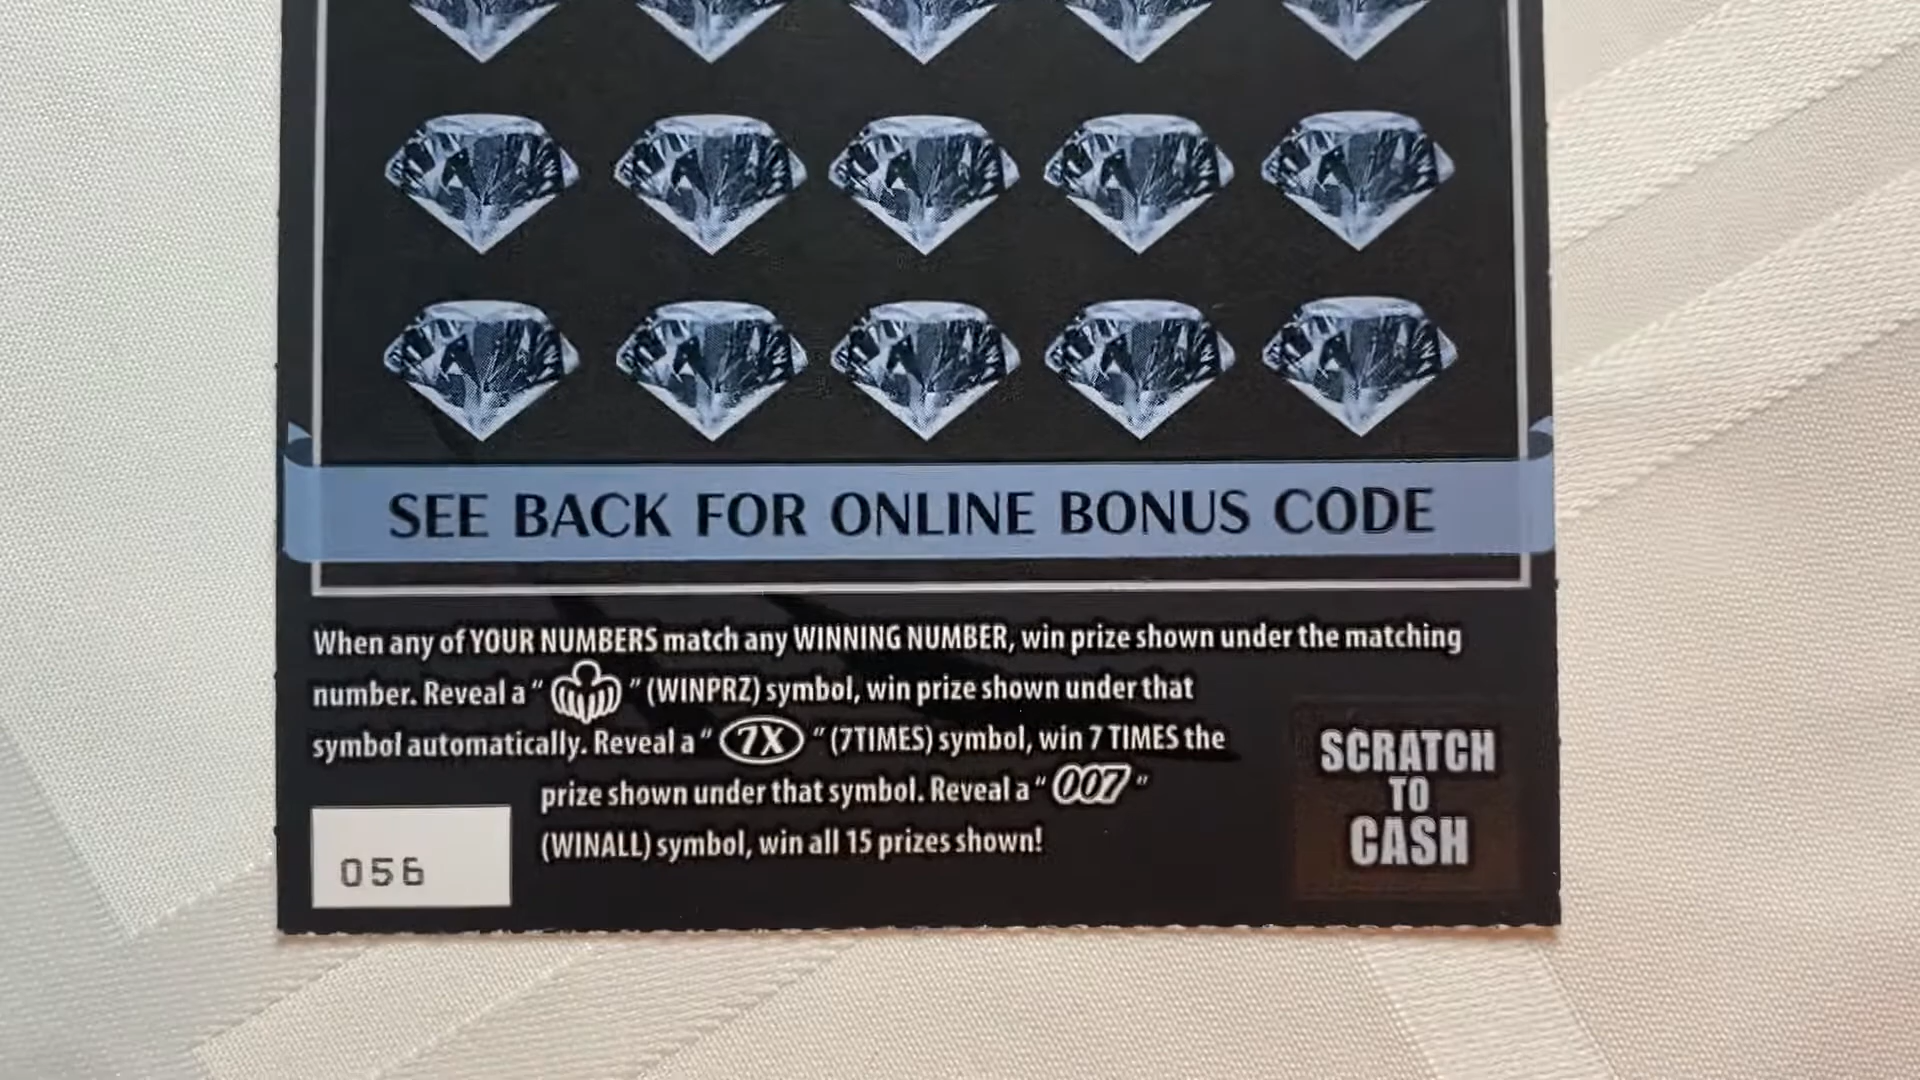 SEE BACK FOR ONLINE BONUS CODE
When any of YOUR NUMBERS match any WINNING NUMBER, win prize shown under the matching
number. Reveal a " " (WINPRZ) symbol, win prize shown under that
symbol automatically. Reveal a "7X" (7TIMES) symbol, win 7 TIMES the
prize shown under that symbol. Reveal a "007"
(WINALL) symbol, win all 15 prizes shown!
SCRATCH
TO
CASH
056